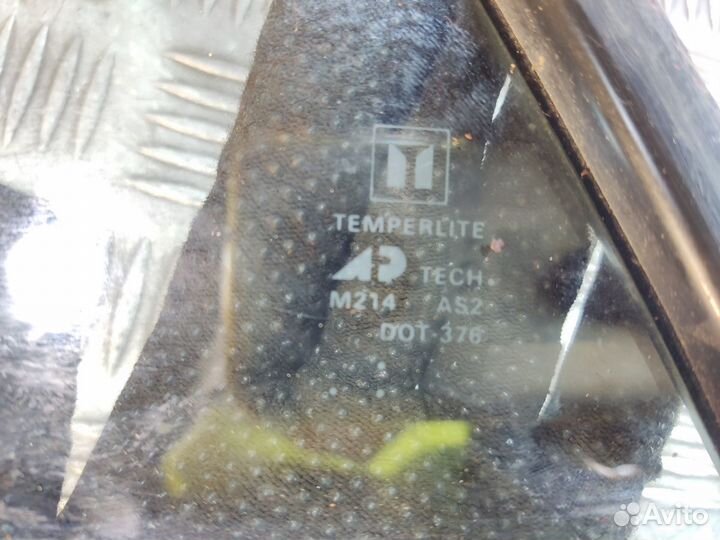 TEMPERLITE
AP TECH
M214 AS2
DOT-376
Avito